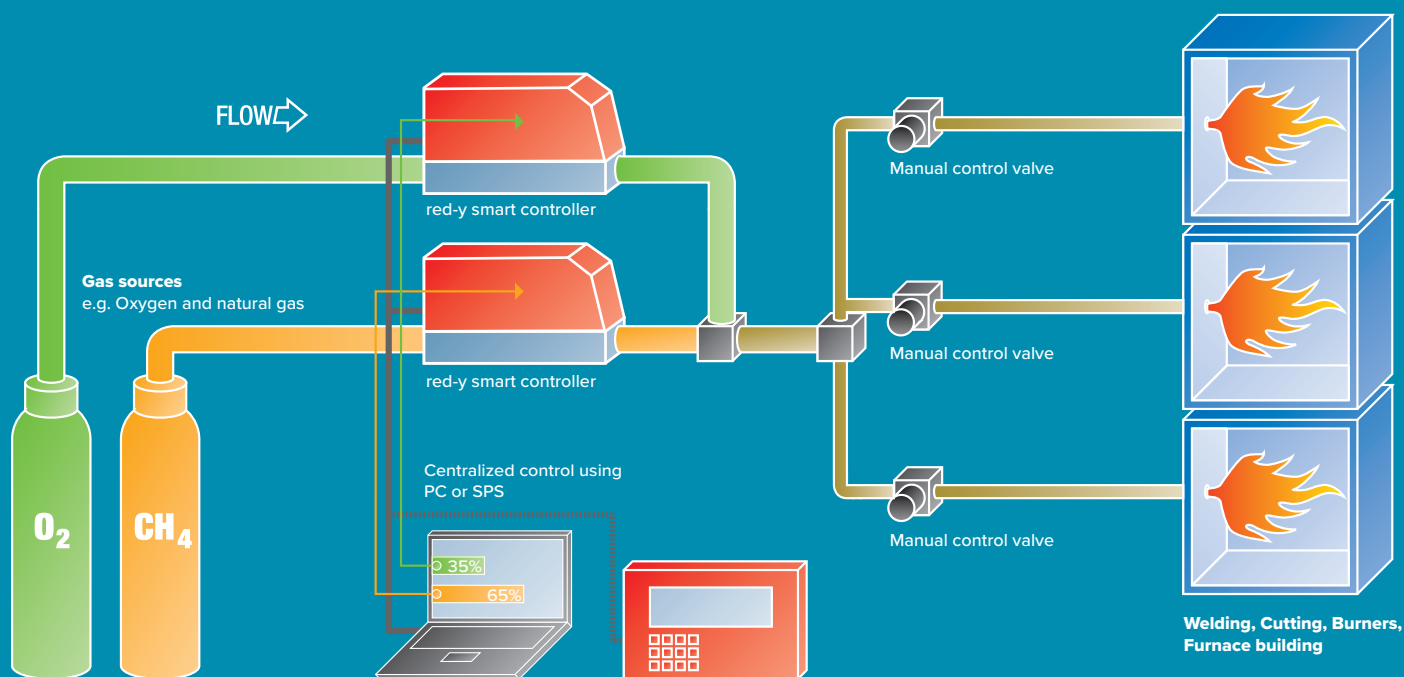 FLOW
Manual control valve
red-y smart controller
Gas sources
e.g. Oxygen and natural gas
Manual control valve
red-y smart controller
Centralized control using
PC or SPS
O₂
CH₄
35%
65%
Manual control valve
Welding, Cutting, Burners,
Furnace building